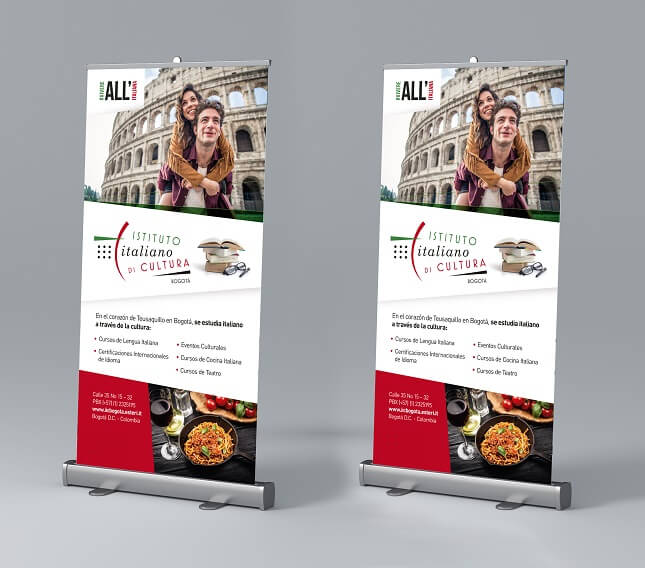 VIVERE
ALL'
ITALIANA
ISTITUTO
italiano
DI CULTURA
BOGOTÁ
En el corazón de Teusaquillo en Bogotá, se estudia italiano
a través de la cultura:
• Cursos de Lengua Italiana
• Certificaciones Internacionales
de Idioma
• Eventos Culturales
• Cursos de Cocina Italiana
• Cursos de Teatro
Calle 35 No 15 - 32
PBX (+57) (1) 2325195
www.iicbogota.esteri.it
Bogotá D.C. - Colombia
VIVERE
ALL'
ITALIANA
ISTITUTO
italiano
DI CULTURA
BOGOTÁ
En el corazón de Teusaquillo en Bogotá, se estudia italiano
a través de la cultura:
• Cursos de Lengua Italiana
• Certificaciones Internacionales
de Idioma
• Eventos Culturales
• Cursos de Cocina Italiana
• Cursos de Teatro
Calle 35 No 15 - 32
PBX (+57) (1) 2325195
www.iicbogota.esteri.it
Bogotá D.C. - Colombia